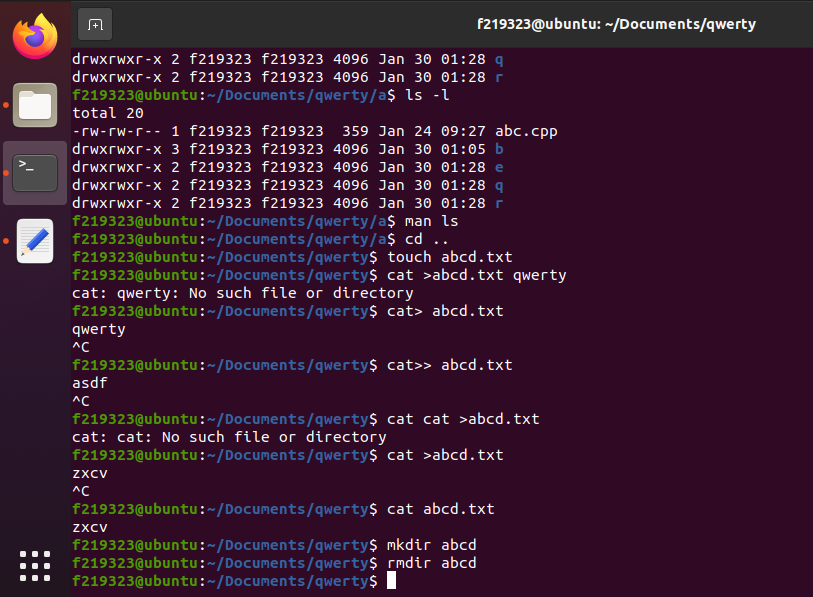 f219323@ubuntu: ~/Documents/qwerty
drwxrwxr-x 2 f219323 f219323 4096 Jan 30 01:28 q
drwxrwxr-x 2 f219323 f219323 4096 Jan 30 01:28 r
f219323@ubuntu:~/Documents/qwerty/a$ ls -l
total 20
-rw-rw-r-- 1 f219323 f219323  359 Jan 24 09:27 abc.cpp
drwxrwxr-x 3 f219323 f219323 4096 Jan 30 01:05 b
drwxrwxr-x 2 f219323 f219323 4096 Jan 30 01:28 e
drwxrwxr-x 2 f219323 f219323 4096 Jan 30 01:28 q
drwxrwxr-x 2 f219323 f219323 4096 Jan 30 01:28 r
f219323@ubuntu:~/Documents/qwerty/a$ man ls
f219323@ubuntu:~/Documents/qwerty/a$ cd ..
f219323@ubuntu:~/Documents/qwerty$ touch abcd.txt
f219323@ubuntu:~/Documents/qwerty$ cat >abcd.txt qwerty
cat: qwerty: No such file or directory
f219323@ubuntu:~/Documents/qwerty$ cat> abcd.txt
qwerty
^C
f219323@ubuntu:~/Documents/qwerty$ cat>> abcd.txt
asdf
^C
f219323@ubuntu:~/Documents/qwerty$ cat cat >abcd.txt
cat: cat: No such file or directory
f219323@ubuntu:~/Documents/qwerty$ cat >abcd.txt
zxcv
^C
f219323@ubuntu:~/Documents/qwerty$ cat abcd.txt
zxcv
f219323@ubuntu:~/Documents/qwerty$ mkdir abcd
f219323@ubuntu:~/Documents/qwerty$ rmdir abcd
f219323@ubuntu:~/Documents/qwerty$